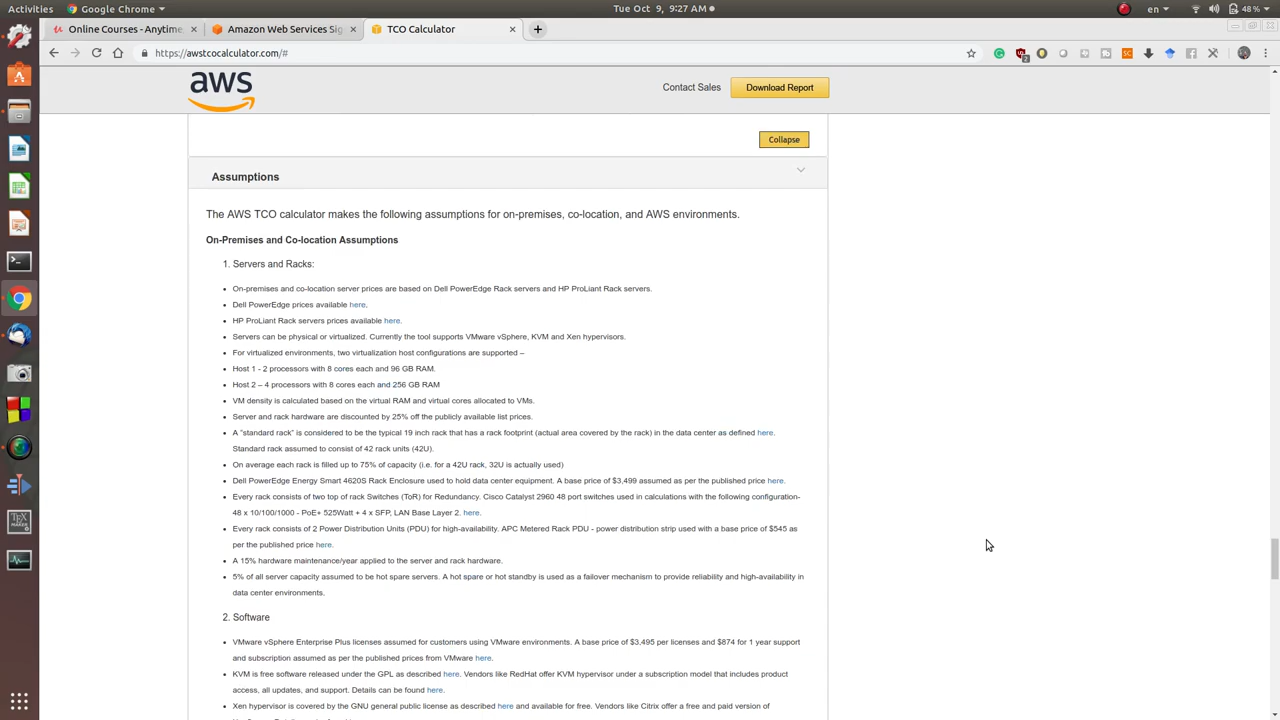 Activities
Google Chrome
Tue Oct 9, 9:27 AM
en
48%
Online Courses - Anytime,
Amazon Web Services Sig
TCO Calculator
https://awstcocalculator.com/#
aws
Contact Sales
Download Report
Collapse
Assumptions
The AWS TCO calculator makes the following assumptions for on-premises, co-location, and AWS environments.
On-Premises and Co-location Assumptions
1. Servers and Racks:
On-premises and co-location server prices are based on Dell PowerEdge Rack servers and HP ProLiant Rack servers.
Dell PowerEdge prices available here.
HP ProLiant Rack servers prices available here.
Servers can be physical or virtualized. Currently the tool supports VMware vSphere, KVM and Xen hypervisors.
For virtualized environments, two virtualization host configurations are supported –
Host 1 - 2 processors with 8 cores each and 96 GB RAM.
Host 2 – 4 processors with 8 cores each and 256 GB RAM
VM density is calculated based on the virtual RAM and virtual cores allocated to VMs.
Server and rack hardware are discounted by 25% off the publicly available list prices.
A "standard rack" is considered to be the typical 19 inch rack that has a rack footprint (actual area covered by the rack) in the data center as defined here.
Standard rack assumed to consist of 42 rack units (42U).
On average each rack is filled up to 75% of capacity (i.e. for a 42U rack, 32U is actually used)
Dell PowerEdge Energy Smart 4620S Rack Enclosure used to hold data center equipment. A base price of $3,499 assumed as per the published price here.
Every rack consists of two top of rack Switches (ToR) for Redundancy. Cisco Catalyst 2960 48 port switches used in calculations with the following configuration-
48 x 10/100/1000 - PoE+ 525Watt + 4 x SFP, LAN Base Layer 2. here.
Every rack consists of 2 Power Distribution Units (PDU) for high-availability. APC Metered Rack PDU - power distribution strip used with a base price of $545 as
per the published price here.
A 15% hardware maintenance/year applied to the server and rack hardware.
5% of all server capacity assumed to be hot spare servers. A hot spare or hot standby is used as a failover mechanism to provide reliability and high-availability in
data center environments.
2. Software
VMware vSphere Enterprise Plus licenses assumed for customers using VMware environments. A base price of $3,495 per licenses and $874 for 1 year support
and subscription assumed as per the published prices from VMware here.
KVM is free software released under the GPL as described here. Vendors like RedHat offer KVM hypervisor under a subscription model that includes product
access, all updates, and support. Details can be found here.
Xen hypervisor is covered by the GNU general public license as described here and available for free. Vendors like Citrix offer a free and paid version of